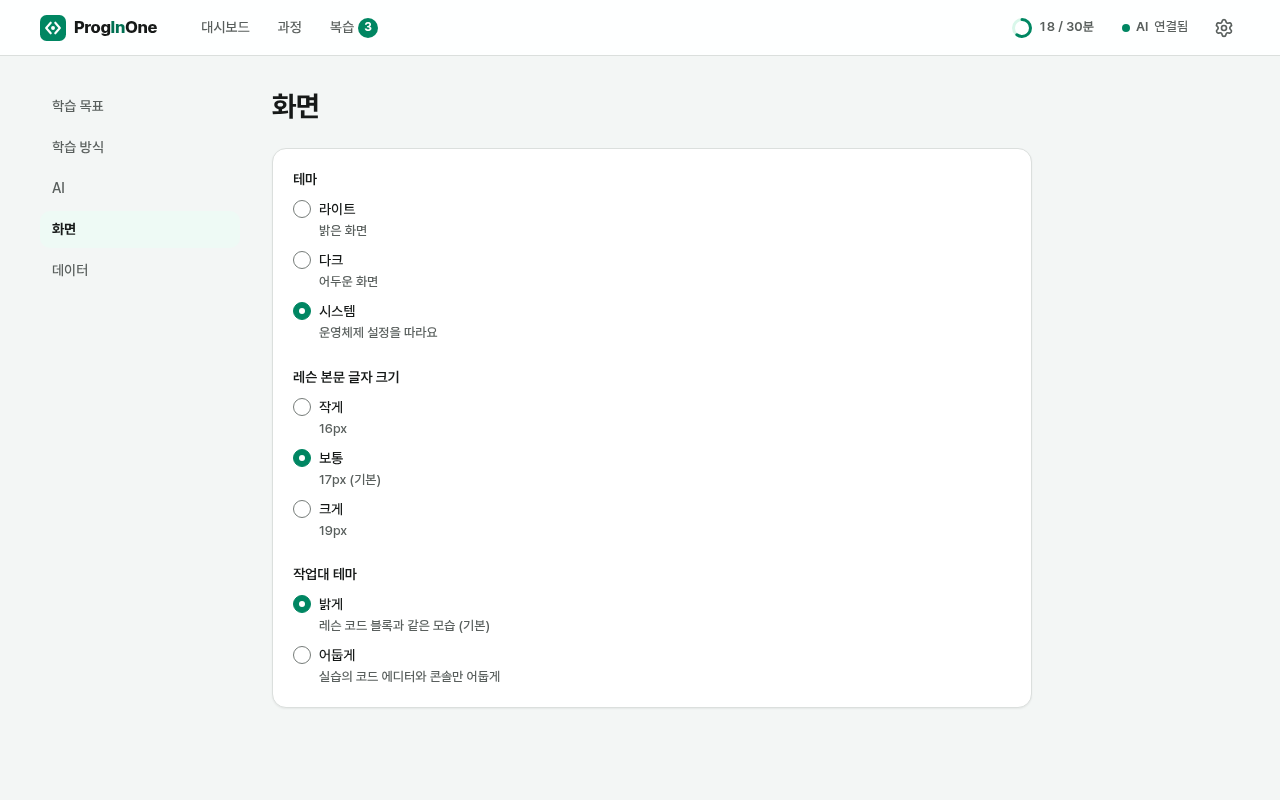 ProgInOne
대시보드
과정
복습 3
18 / 30분
AI 연결됨
학습 목표
학습 방식
AI
화면
데이터
화면
테마
라이트
밝은 화면
다크
어두운 화면
시스템
운영체제 설정을 따라요
레슨 본문 글자 크기
작게
16px
보통
17px (기본)
크게
19px
작업대 테마
밝게
레슨 코드 블록과 같은 모습 (기본)
어둡게
실습의 코드 에디터와 콘솔만 어둡게